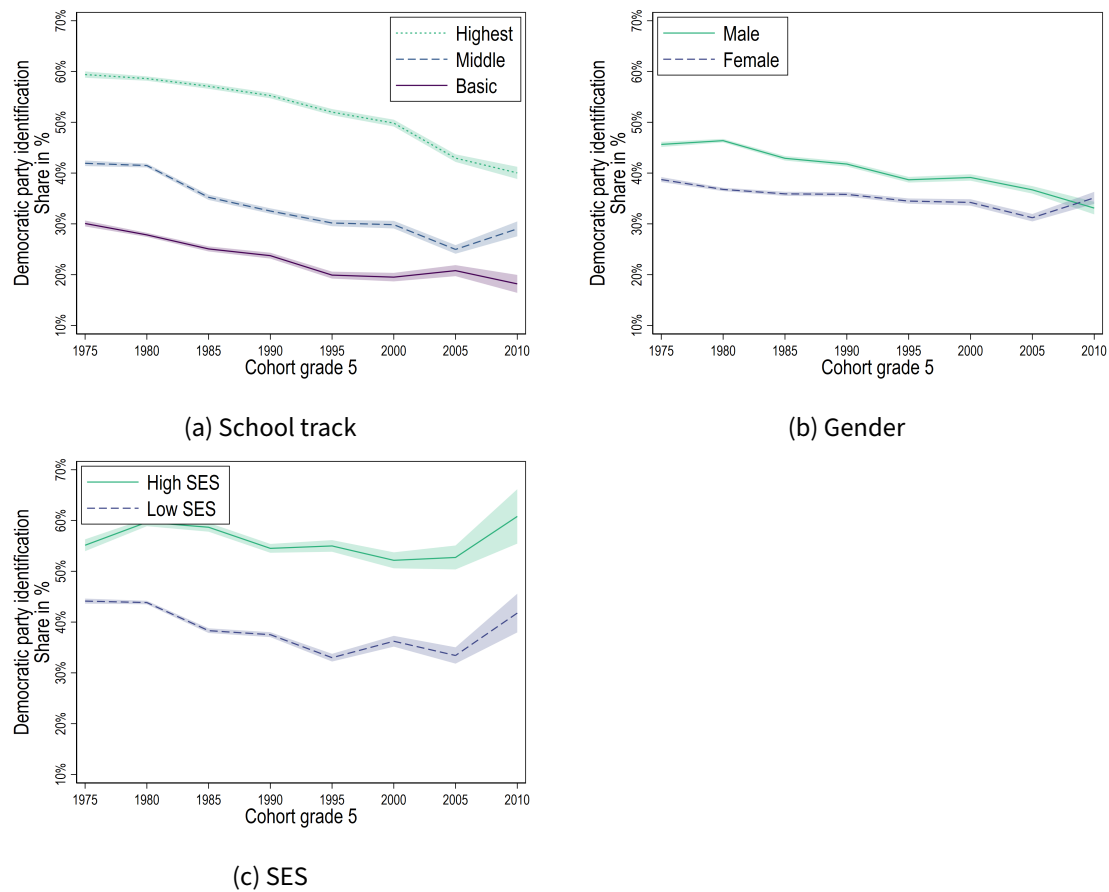 Democratic party identification
Share in %
70%
60%
50%
40%
30%
20%
10%
Highest
Middle
Basic
1975 1980 1985 1990 1995 2000 2005 2010
Cohort grade 5
(a) School track
Democratic party identification
Share in %
70%
60%
50%
40%
30%
20%
10%
Male
Female
1975 1980 1985 1990 1995 2000 2005 2010
Cohort grade 5
(b) Gender
Democratic party identification
Share in %
70%
60%
50%
40%
30%
20%
10%
High SES
Low SES
1975 1980 1985 1990 1995 2000 2005 2010
Cohort grade 5
(c) SES